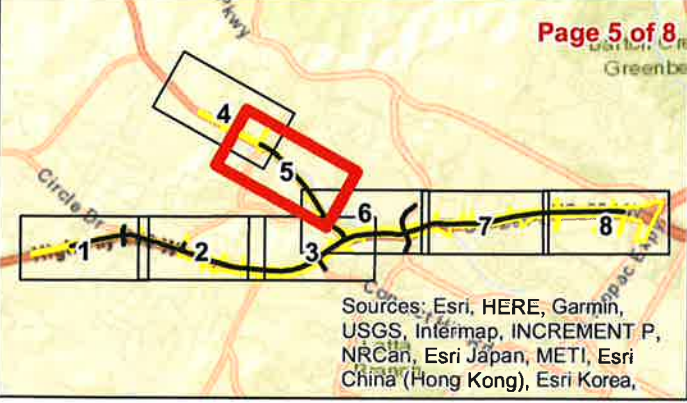 Pkwy
Page 5 of 8
Greenbe
4
5
Circle Dr
6
7
8
1
2
3
Sources: Esri, HERE, Garmin,
USGS, Intermap, INCREMENT P,
NRCan, Esri Japan, METI, Esri
China (Hong Kong), Esri Korea,